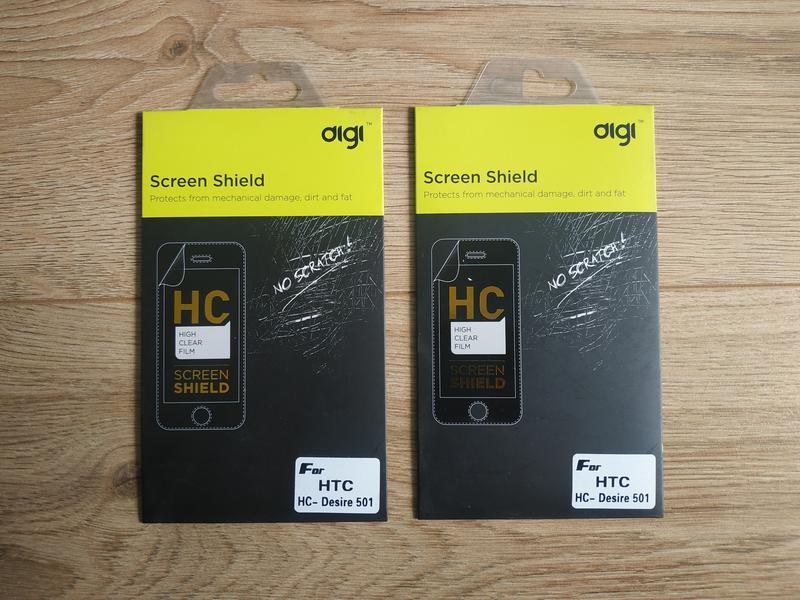 digi™
Screen Shield
Protects from mechanical damage, dirt and fat
NO SCRATCH!
HC
HIGH
CLEAR
FILM
SCREEN
SHIELD
For
HTC
HC- Desire 501
digi™
Screen Shield
Protects from mechanical damage, dirt and fat
NO SCRATCH!
HC
HIGH
CLEAR
FILM
SCREEN
SHIELD
For
HTC
HC- Desire 501